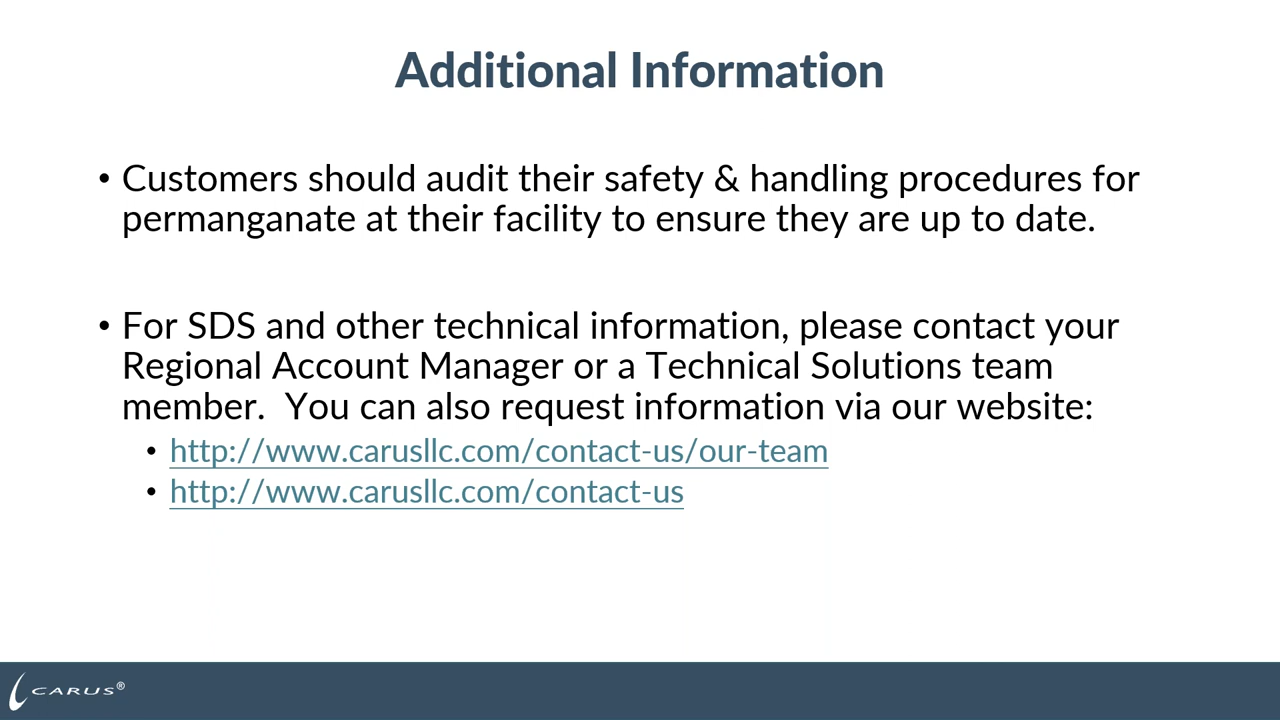 Additional Information
• Customers should audit their safety & handling procedures for
permanganate at their facility to ensure they are up to date.
• For SDS and other technical information, please contact your
Regional Account Manager or a Technical Solutions team
member.  You can also request information via our website:
• http://www.carusllc.com/contact-us/our-team
• http://www.carusllc.com/contact-us
CARUS®